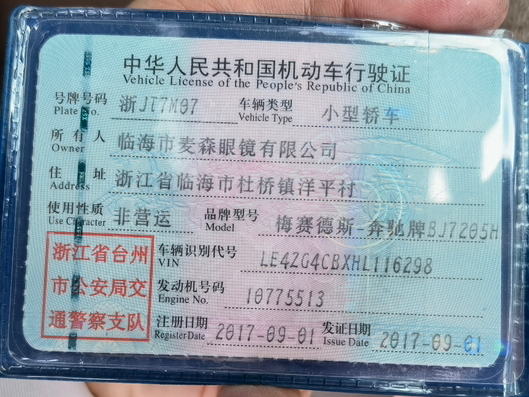 中华人民共和国机动车行驶证
Vehicle License of the People's Republic of China
号牌号码 浙JT7M07 车辆类型 小型轿车
Plate No. Vehicle Type
所有人 临海市麦森眼镜有限公司
Owner
住址 浙江省临海市杜桥镇洋平村
Address
使用性质 非营运 品牌型号 梅赛德斯-奔驰牌BJ7205H
Use Character Model
浙江省台州 车辆识别代号 LE4ZG4CBXHL116298
VIN
市公安局交 发动机号码 10775513
Engine No.
通警察支队 注册日期 2017-09-01 发证日期 2017-09-01
Register Date Issue Date